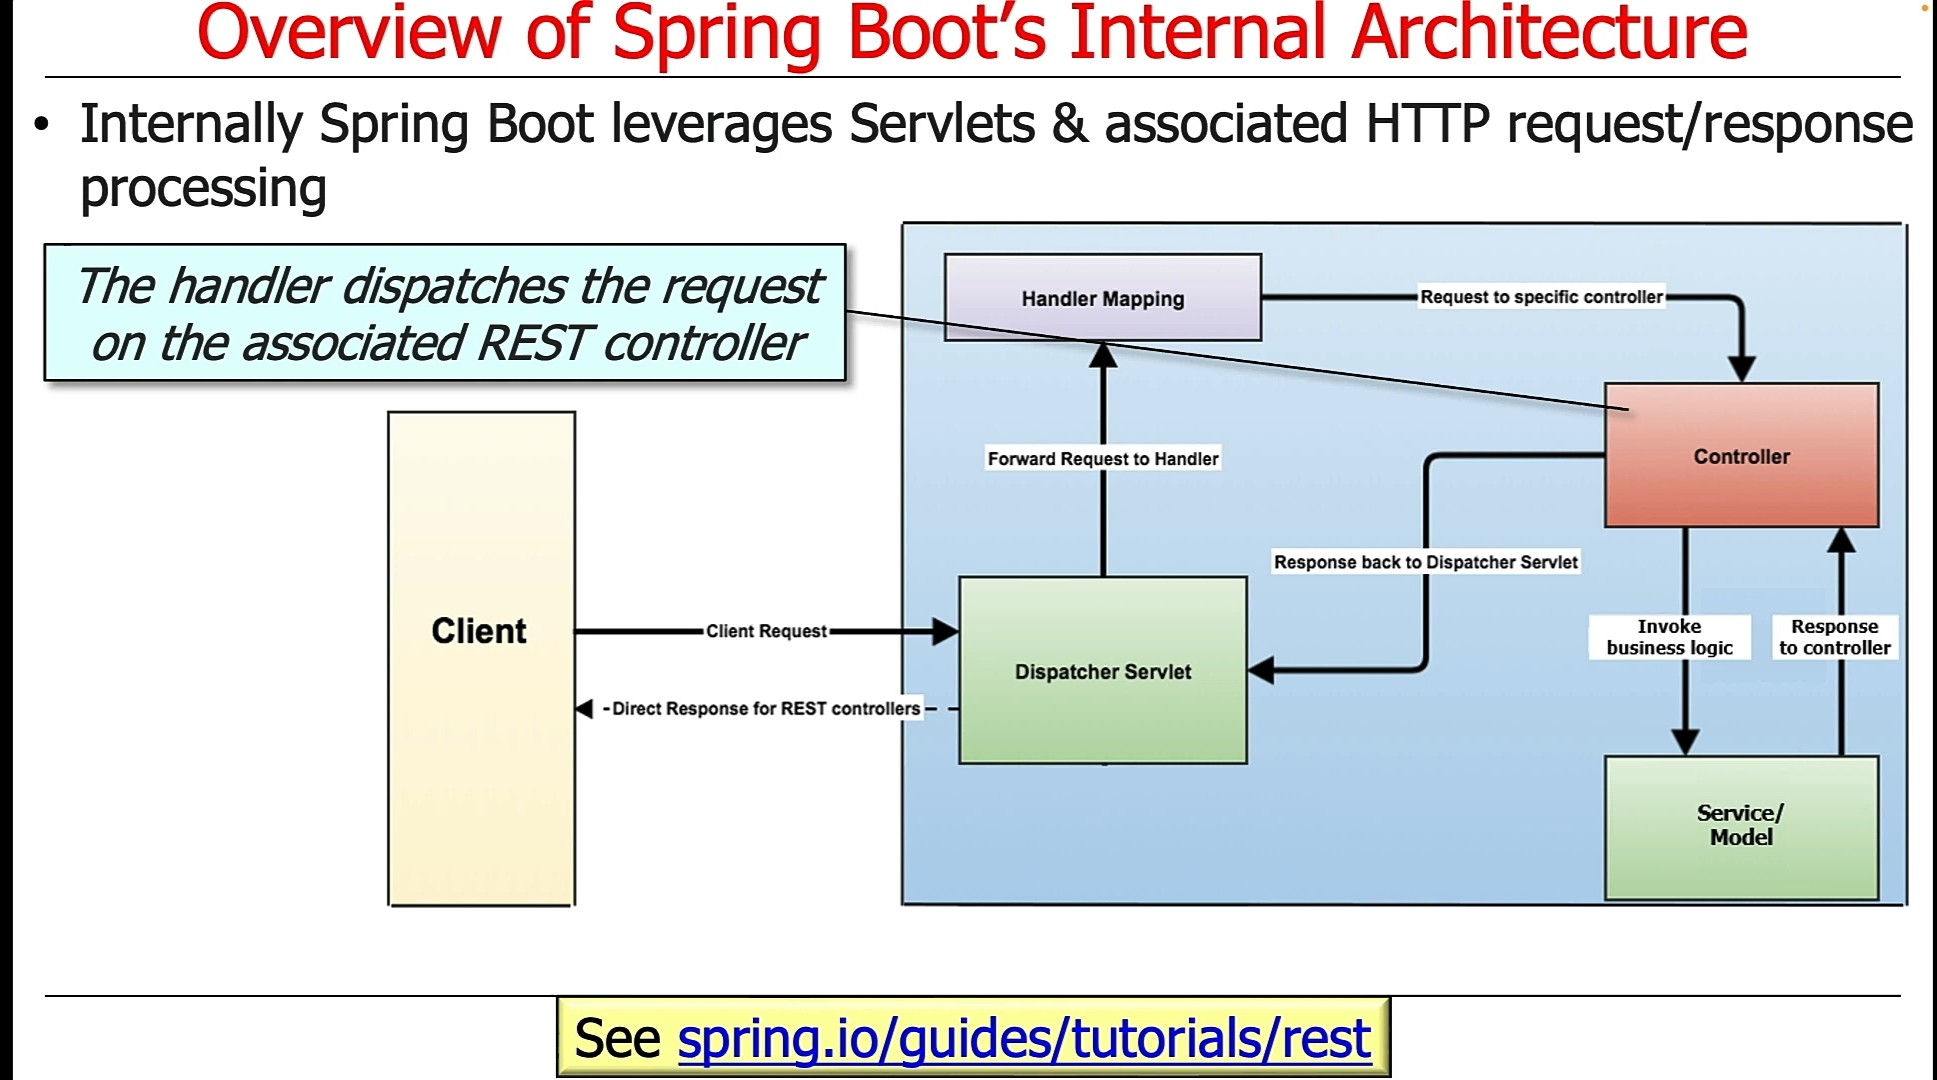 Overview of Spring Boot's Internal Architecture
• Internally Spring Boot leverages Servlets & associated HTTP request/response
processing
The handler dispatches the request
on the associated REST controller
Handler Mapping
Request to specific controller
Forward Request to Handler
Controller
Response back to Dispatcher Servlet
Client
Client Request
Dispatcher Servlet
Direct Response for REST controllers
Invoke
business logic
Response
to controller
Service/
Model
See spring.io/guides/tutorials/rest